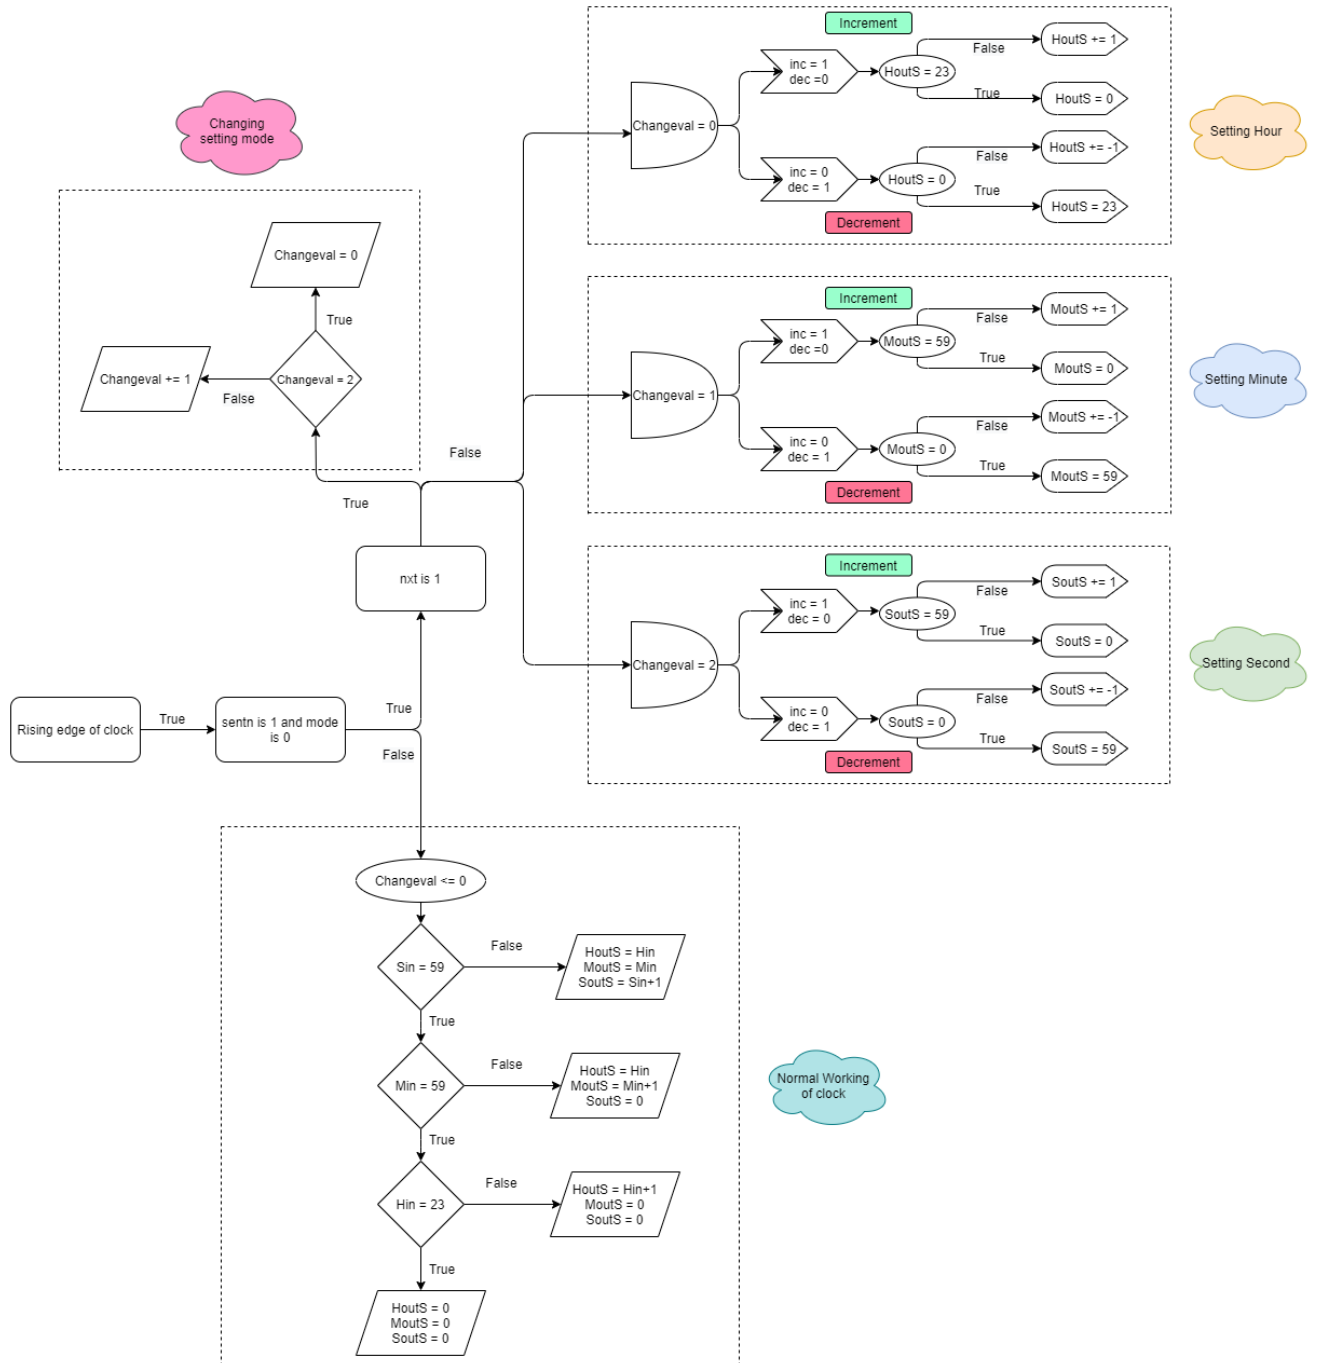 Increment
HoutS += 1
False
inc = 1
dec =0
HoutS = 23
True
HoutS = 0
Changeval = 0
HoutS += -1
False
inc = 0
dec = 1
HoutS = 0
True
HoutS = 23
Decrement
Setting Hour
Changing
setting mode
Changeval = 0
True
Changeval += 1
False
Changeval = 2
Increment
MoutS += 1
False
inc = 1
dec =0
MoutS = 59
True
MoutS = 0
Changeval = 1
MoutS += -1
False
inc = 0
dec = 1
MoutS = 0
True
MoutS = 59
Decrement
Setting Minute
False
True
nxt is 1
Increment
SoutS += 1
False
inc = 1
dec = 0
SoutS = 59
True
SoutS = 0
Changeval = 2
SoutS += -1
False
inc = 0
dec = 1
SoutS = 0
True
SoutS = 59
Decrement
Setting Second
Rising edge of clock
True
sentn is 1 and mode
is 0
True
False
Changeval <= 0
Sin = 59
False
HoutS = Hin
MoutS = Min
SoutS = Sin+1
True
Min = 59
False
HoutS = Hin
MoutS = Min+1
SoutS = 0
True
Hin = 23
False
HoutS = Hin+1
MoutS = 0
SoutS = 0
True
HoutS = 0
MoutS = 0
SoutS = 0
Normal Working
of clock